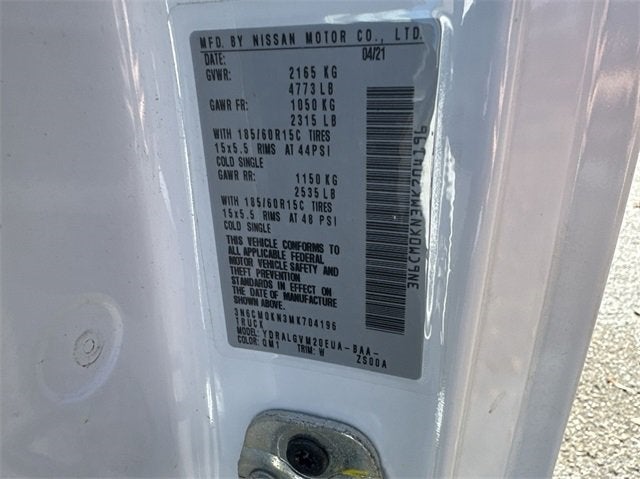 MFD. BY NISSAN MOTOR CO., LTD.
DATE: 04/21
GVWR: 2165 KG
4773 LB
GAWR FR: 1050 KG
2315 LB
WITH 185/60R15C TIRES
15x5.5 RIMS AT 44PSI
COLD SINGLE
GAWR RR: 1150 KG
2535 LB
WITH 185/60R15C TIRES
15x5.5 RIMS AT 48 PSI
COLD SINGLE
THIS VEHICLE CONFORMS TO
ALL APPLICABLE FEDERAL
MOTOR VEHICLE SAFETY AND
THEFT PREVENTION
STANDARDS IN EFFECT ON
THE DATE OF MANUFACTURE
SHOWN ABOVE.
3N6CM0KN3MK704196
TRUCK
MODEL: YDRALGVM20EUA-BAA-
COLOR: QM1 TRIM: W ZS00A
3N6CM0KN3MK704196